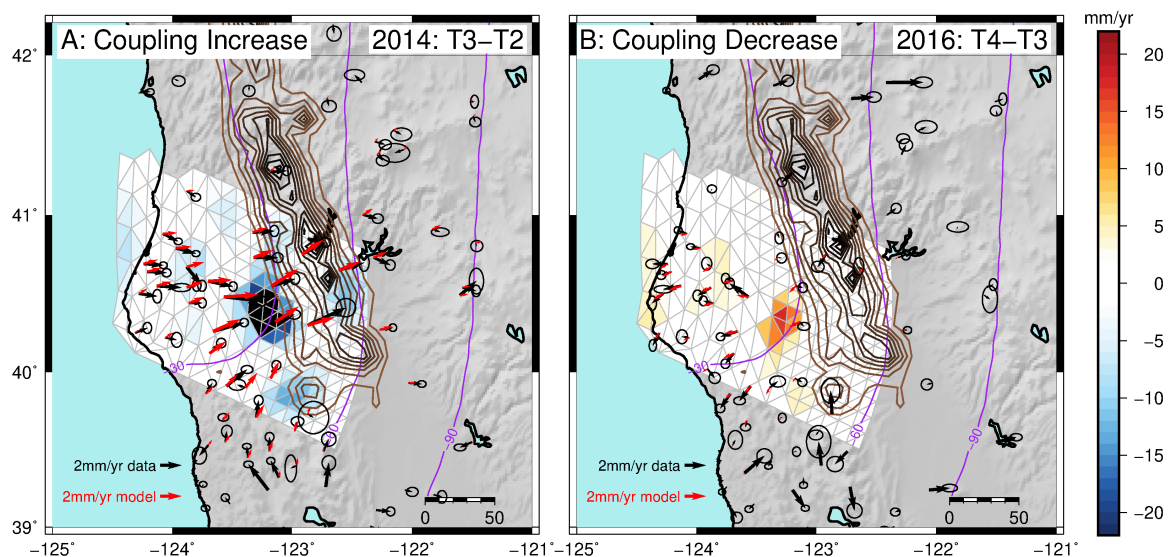 mm/yr
A: Coupling Increase
2014: T3−T2
B: Coupling Decrease
2016: T4−T3
42°
41°
40°
39°
−30
−60
−90
−30
−60
−90
2mm/yr data
2mm/yr model
0 50
2mm/yr data
2mm/yr model
0 50
−125° −124° −123° −122° −121°
−125° −124° −123° −122° −121°
20
15
10
5
0
−5
−10
−15
−20